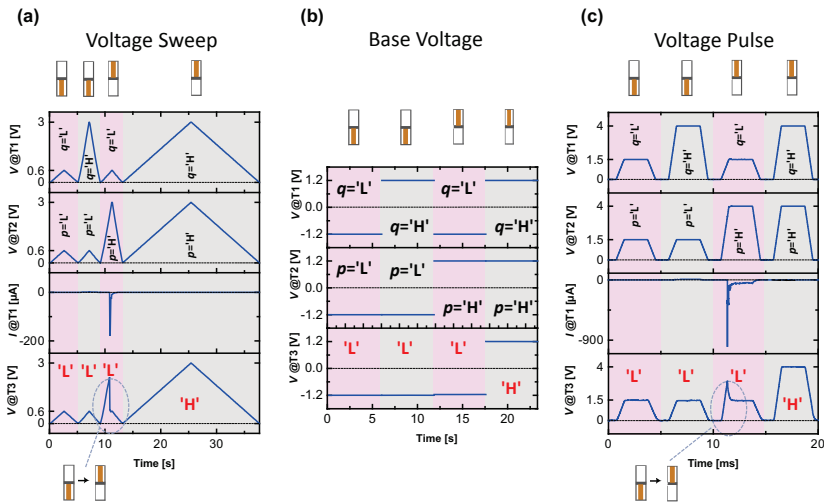 (a)
Voltage Sweep
V @T1 [V]
3
0.6
0
q='L'
q='H'
q='L'
q='H'
V @T2 [V]
3
0.6
0
p='L'
p='L'
p='H'
p='H'
I @T1 [µA]
0
-200
V @T3 [V]
3
0.6
0
'L'
'L'
'L'
'H'
0
10
20
30
Time [s]
(b)
Base Voltage
V @T1 [V]
1.2
0.0
-1.2
q='L'
q='H'
q='L'
q='H'
V @T2 [V]
1.2
0.0
-1.2
p='L'
p='L'
p='H'
p='H'
V @T3 [V]
1.2
0.0
-1.2
'L'
'L'
'L'
'H'
0
5
10
15
20
Time [s]
(c)
Voltage Pulse
V @T1 [V]
4
1.5
0
q='L'
q='H'
q='L'
q='H'
V @T2 [V]
4
1.5
0
p='L'
p='L'
p='H'
p='H'
I @T1 [µA]
0
-900
V @T3 [V]
4
1.5
0
'L'
'L'
'L'
'H'
0
5
10
15
20
Time [ms]